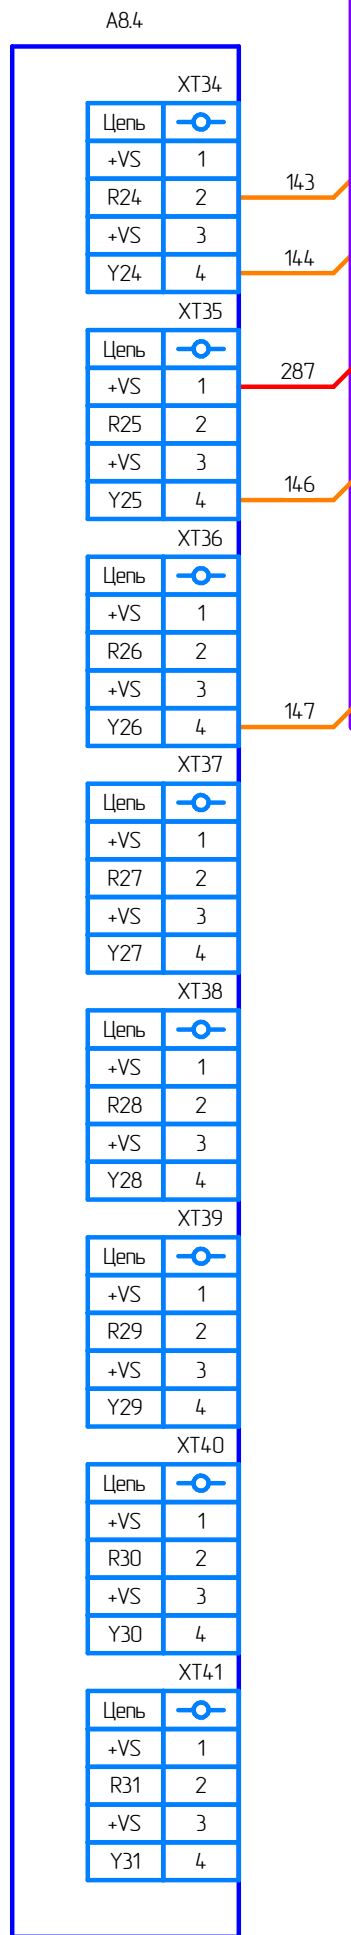 A8.4
XT34
Цепь
+VS 1
R24 2 143
+VS 3
Y24 4 144
XT35
Цепь
+VS 1 287
R25 2
+VS 3
Y25 4 146
XT36
Цепь
+VS 1
R26 2
+VS 3
Y26 4 147
XT37
Цепь
+VS 1
R27 2
+VS 3
Y27 4
XT38
Цепь
+VS 1
R28 2
+VS 3
Y28 4
XT39
Цепь
+VS 1
R29 2
+VS 3
Y29 4
XT40
Цепь
+VS 1
R30 2
+VS 3
Y30 4
XT41
Цепь
+VS 1
R31 2
+VS 3
Y31 4